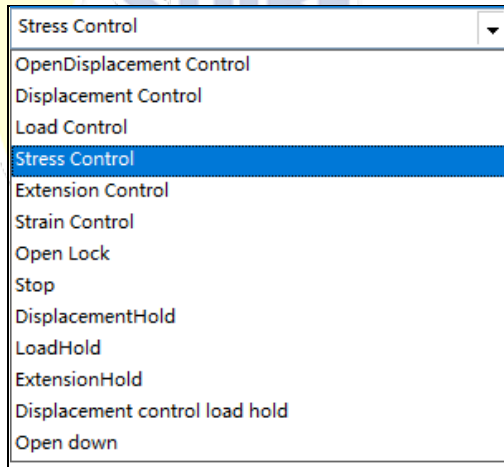 Stress Control
OpenDisplacement Control
Displacement Control
Load Control
Stress Control
Extension Control
Strain Control
Open Lock
Stop
DisplacementHold
LoadHold
ExtensionHold
Displacement control load hold
Open down